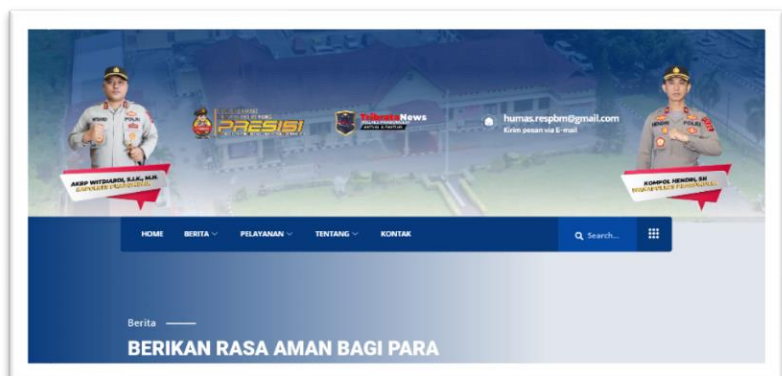 PRESISI
TribrataNews
humas.respbm@gmail.com
Kirim pesan via E-mail
AKBP WITDIARDI, S.I.K., M.H.
KOMPOL HENDRI, SH
HOME BERITA PELAYANAN TENTANG KONTAK
Search...
Berita
BERIKAN RASA AMAN BAGI PARA